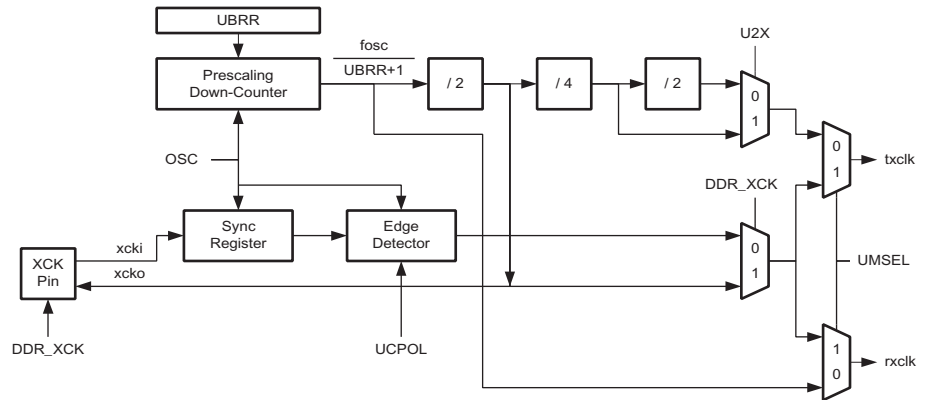 UBRR
U2X
fosc
UBRR+1
Prescaling
Down-Counter
/ 2
/ 4
/ 2
0
1
OSC
0
1
txclk
DDR_XCK
Sync
Register
Edge
Detector
xcki
0
1
XCK
Pin
xcko
UMSEL
DDR_XCK
UCPOL
1
0
rxclk